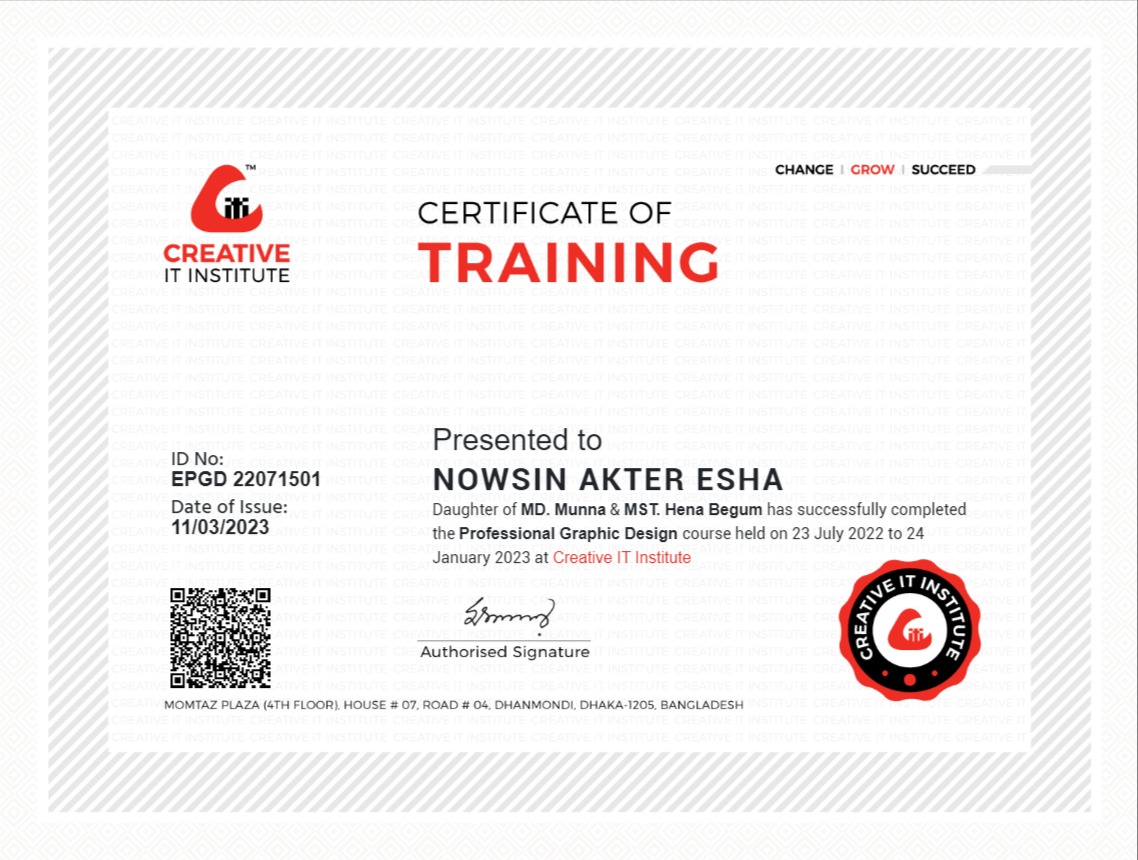 CREATIVE
IT INSTITUTE
™
iti
CHANGE | GROW | SUCCEED
CERTIFICATE OF
TRAINING
ID No:
EPGD 22071501
Date of Issue:
11/03/2023
Presented to
NOWSIN AKTER ESHA
Daughter of MD. Munna & MST. Hena Begum has successfully completed
the Professional Graphic Design course held on 23 July 2022 to 24
January 2023 at Creative IT Institute
Authorised Signature
CREATIVE IT INSTITUTE
iti
MOMTAZ PLAZA (4TH FLOOR), HOUSE # 07, ROAD # 04, DHANMONDI, DHAKA-1205, BANGLADESH